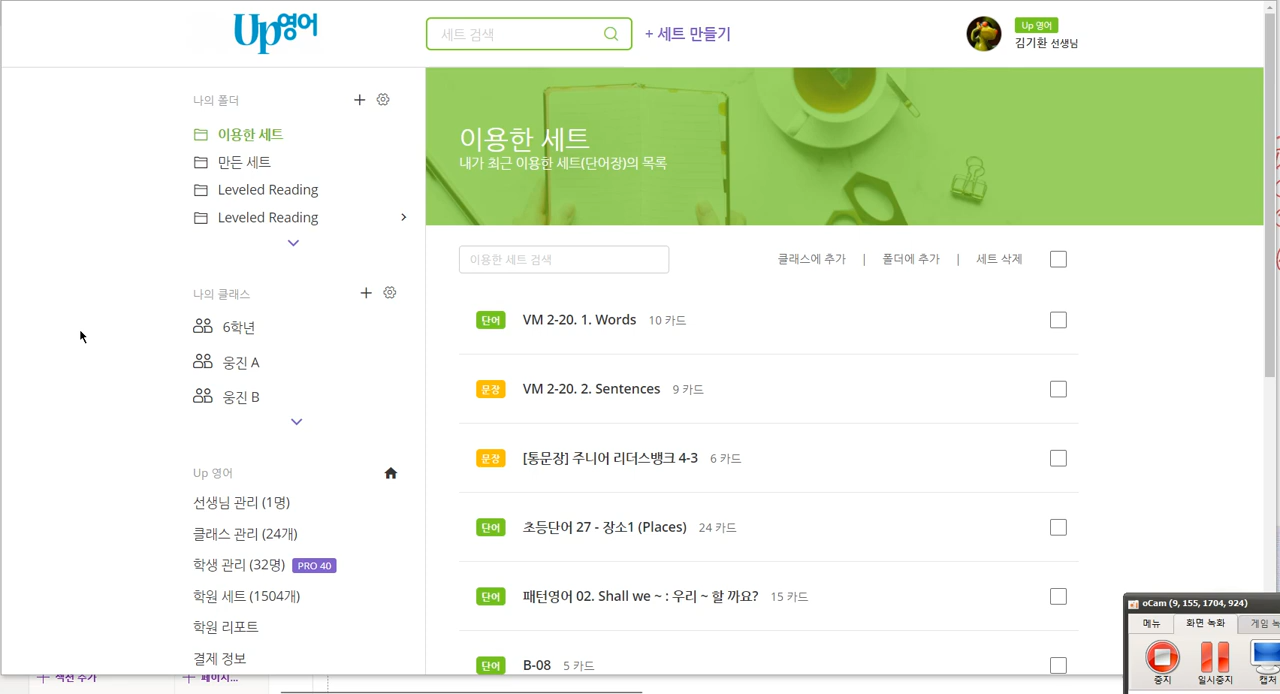 Up영어
세트 검색
+ 세트 만들기
Up 영어
김기환 선생님
나의 폴더
이용한 세트
만든 세트
Leveled Reading
Leveled Reading
나의 클래스
6학년
웅진 A
웅진 B
Up 영어
선생님 관리 (1명)
클래스 관리 (24개)
학생 관리 (32명) PRO 40
학원 세트 (1504개)
학원 리포트
결제 정보
이용한 세트
내가 최근 이용한 세트(단어장)의 목록
이용한 세트 검색
클래스에 추가 | 폴더에 추가 | 세트 삭제
단어 VM 2-20. 1. Words 10 카드
문장 VM 2-20. 2. Sentences 9 카드
문장 [통문장] 주니어 리더스뱅크 4-3 6 카드
단어 초등단어 27 - 장소1 (Places) 24 카드
단어 패턴영어 02. Shall we ~ : 우리 ~ 할 까요? 15 카드
단어 B-08 5 카드
+ 섹션 추가
+ 페이지...
oCam (9, 155, 1704, 924)
메뉴 화면 녹화 게임 녹
중지 일시중지 캡처